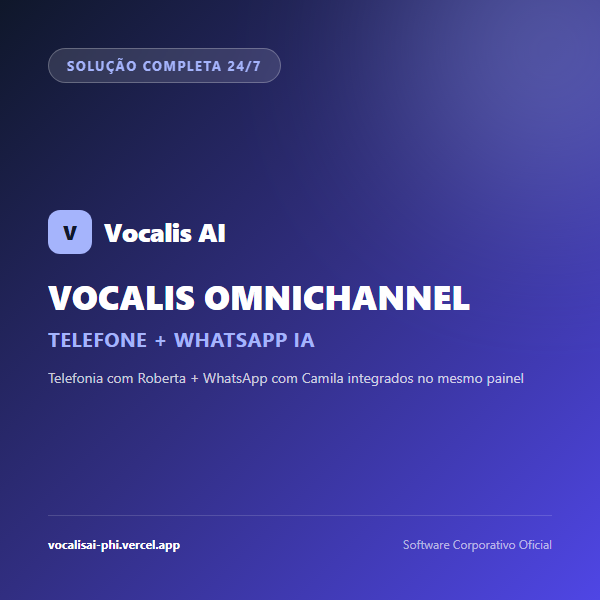 SOLUÇÃO COMPLETA 24/7
V
Vocalis AI
VOCALIS OMNICHANNEL
TELEFONE + WHATSAPP IA
Telefonia com Roberta + WhatsApp com Camila integrados no mesmo painel
vocalisai-phi.vercel.app
Software Corporativo Oficial